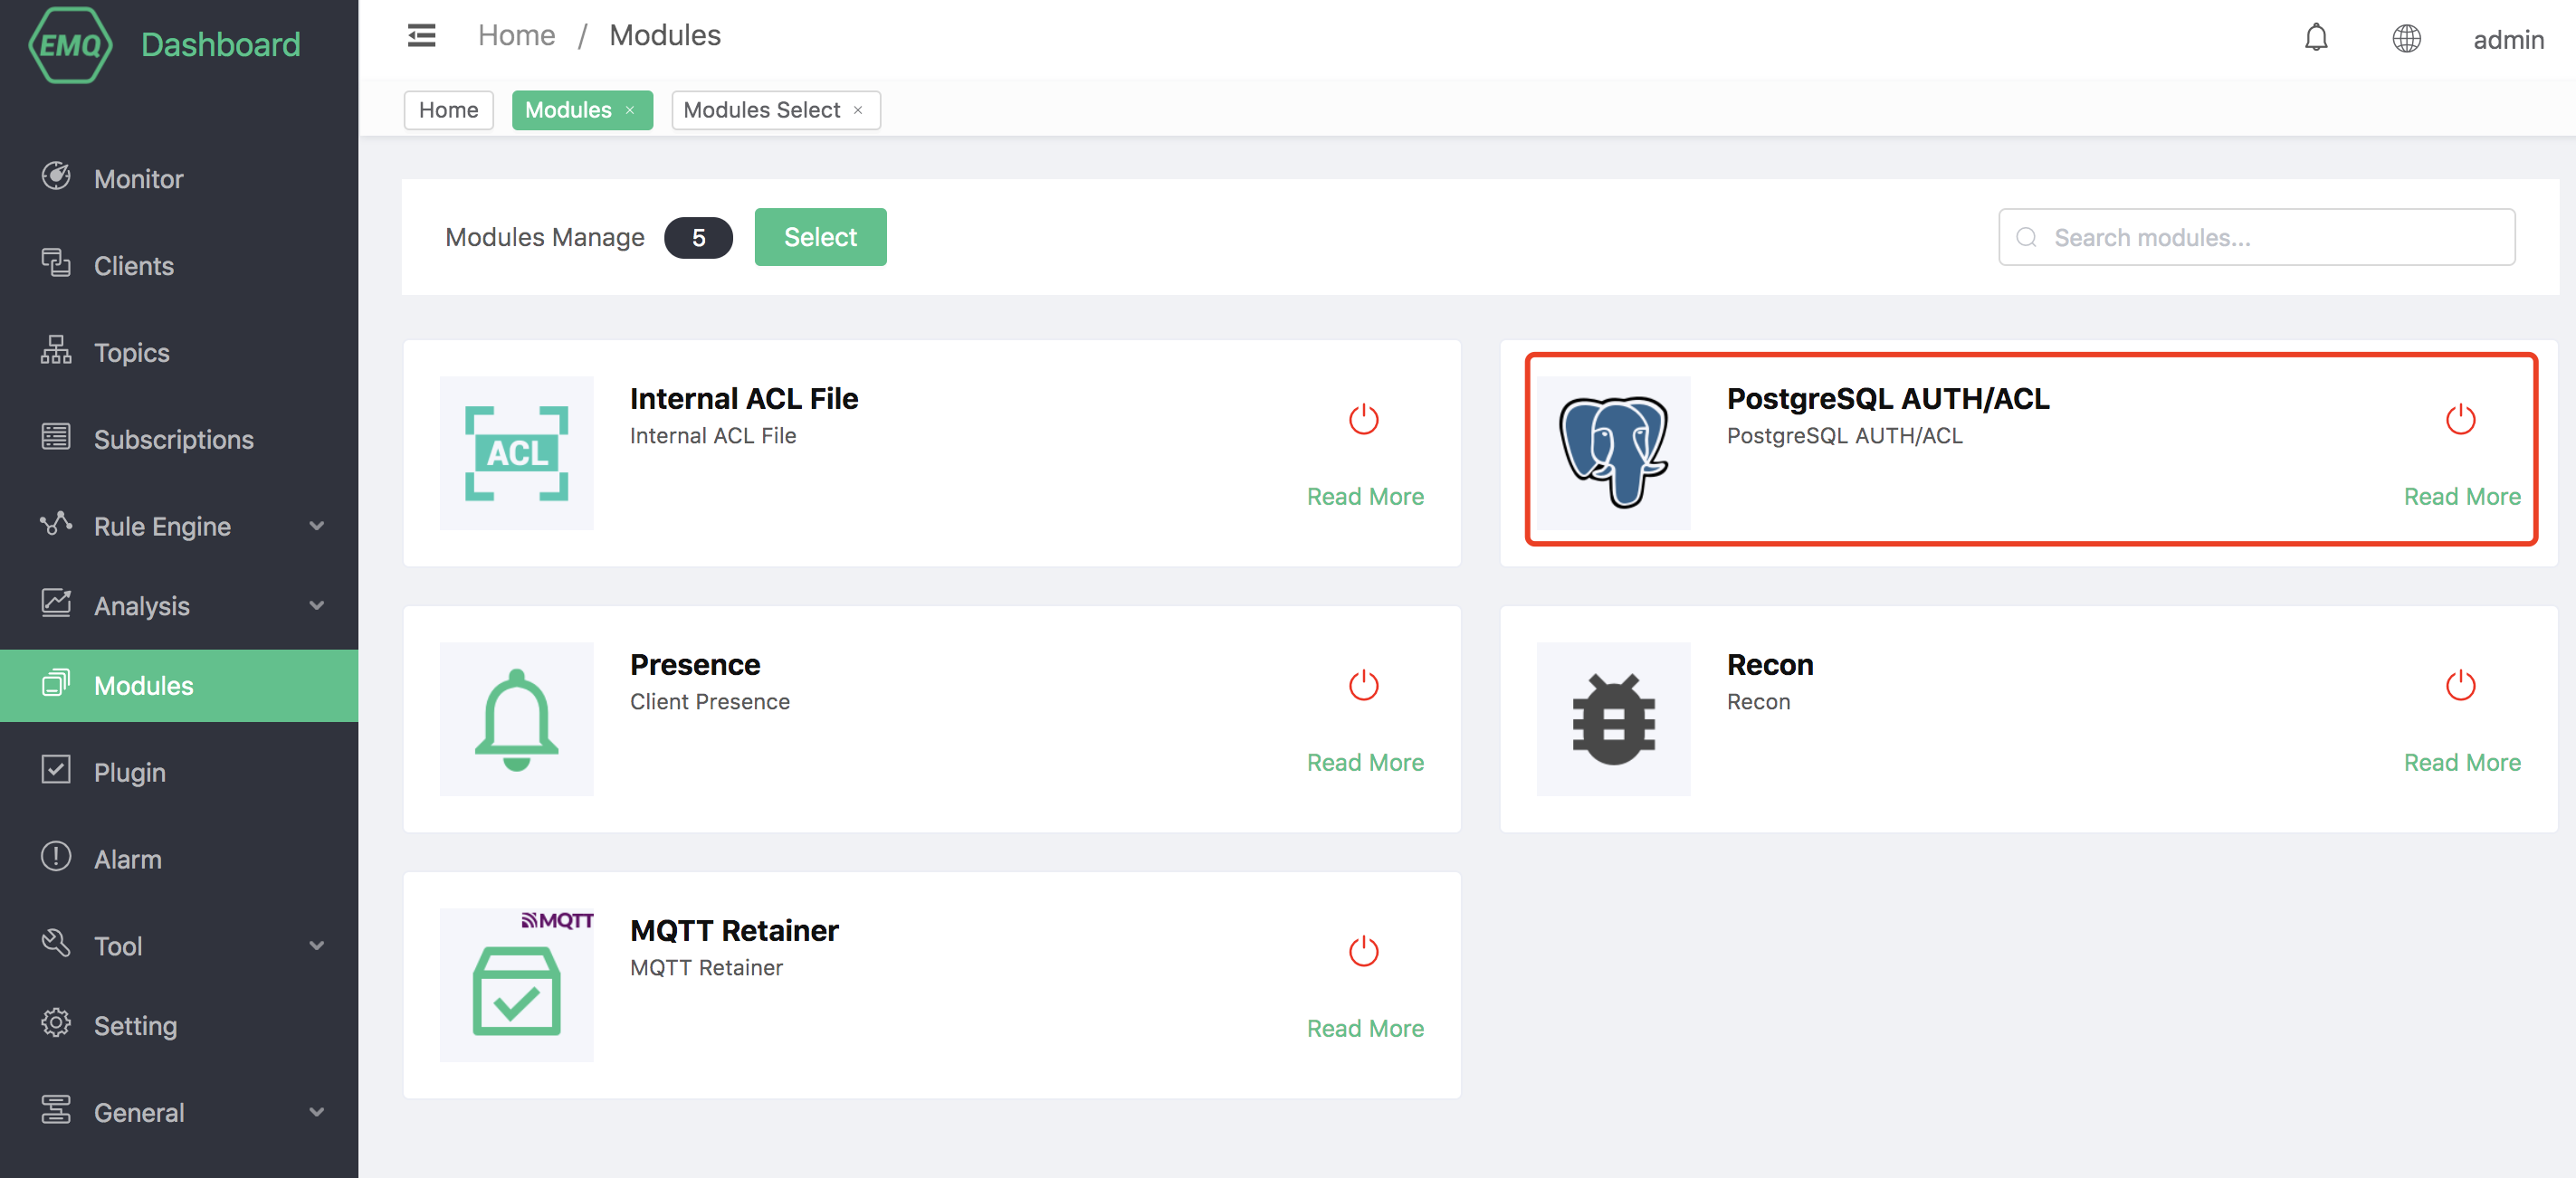 EMQ Dashboard
Home / Modules
admin
Home
Modules ×
Modules Select ×
Monitor
Clients
Topics
Subscriptions
Rule Engine
Analysis
Modules
Plugin
Alarm
Tool
Setting
General
Modules Manage 5 Select
Search modules...
ACL
Internal ACL File
Internal ACL File
Read More
PostgreSQL AUTH/ACL
PostgreSQL AUTH/ACL
Read More
Presence
Client Presence
Read More
Recon
Recon
Read More
MQTT
MQTT Retainer
MQTT Retainer
Read More